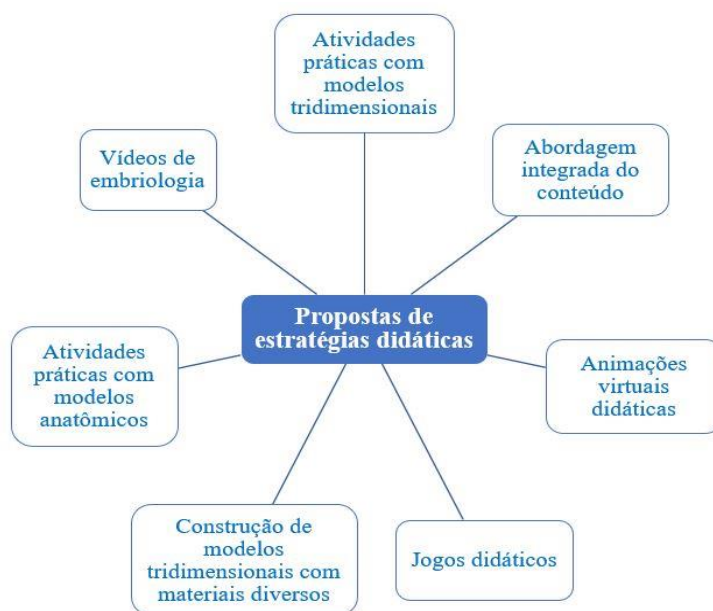 Atividades
práticas com
modelos
tridimensionais
Vídeos de
embriologia
Abordagem
integrada do
conteúdo
Propostas de
estratégias didáticas
Atividades
práticas com
modelos
anatômicos
Animações
virtuais
didáticas
Construção de
modelos
tridimensionais com
materiais diversos
Jogos didáticos